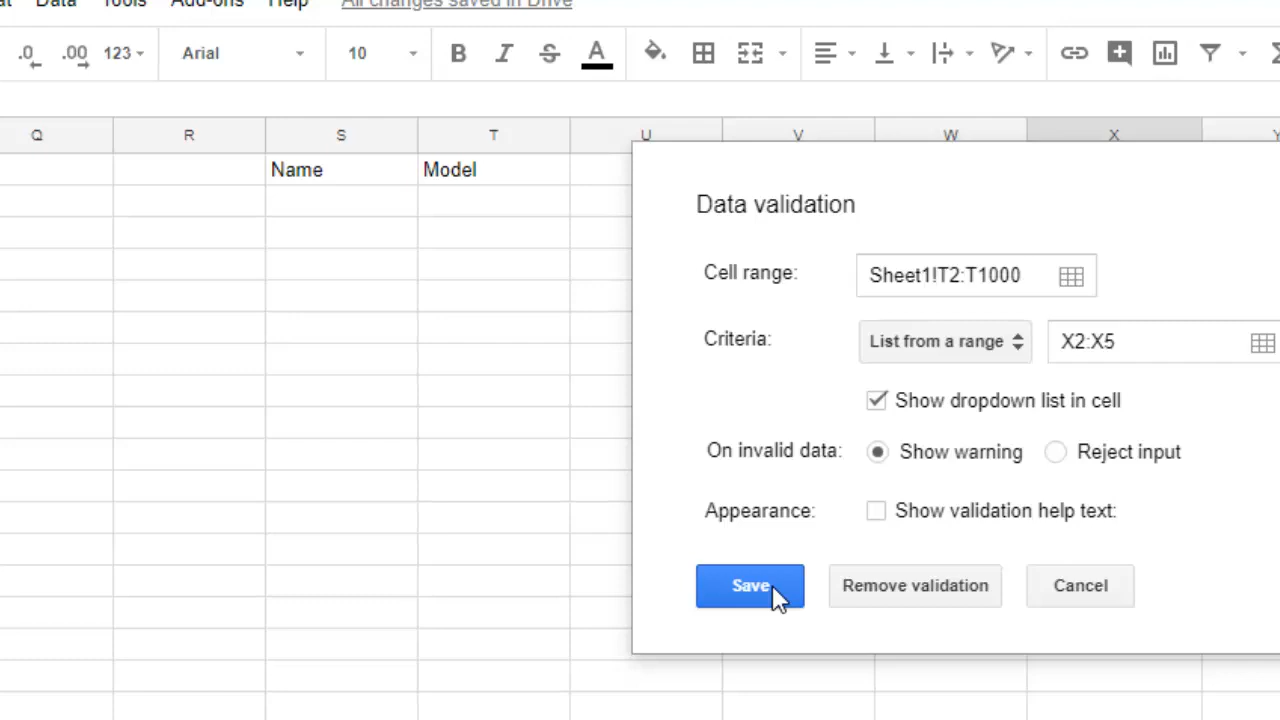 Data Tools Add-ons Help All changes saved in Drive
.0 .00 123 Arial 10 B I S A
Q R S T U V W X Y
Name Model
Data validation
Cell range: Sheet1!T2:T1000
Criteria: List from a range X2:X5
Show dropdown list in cell
On invalid data: Show warning Reject input
Appearance: Show validation help text:
Save Remove validation Cancel